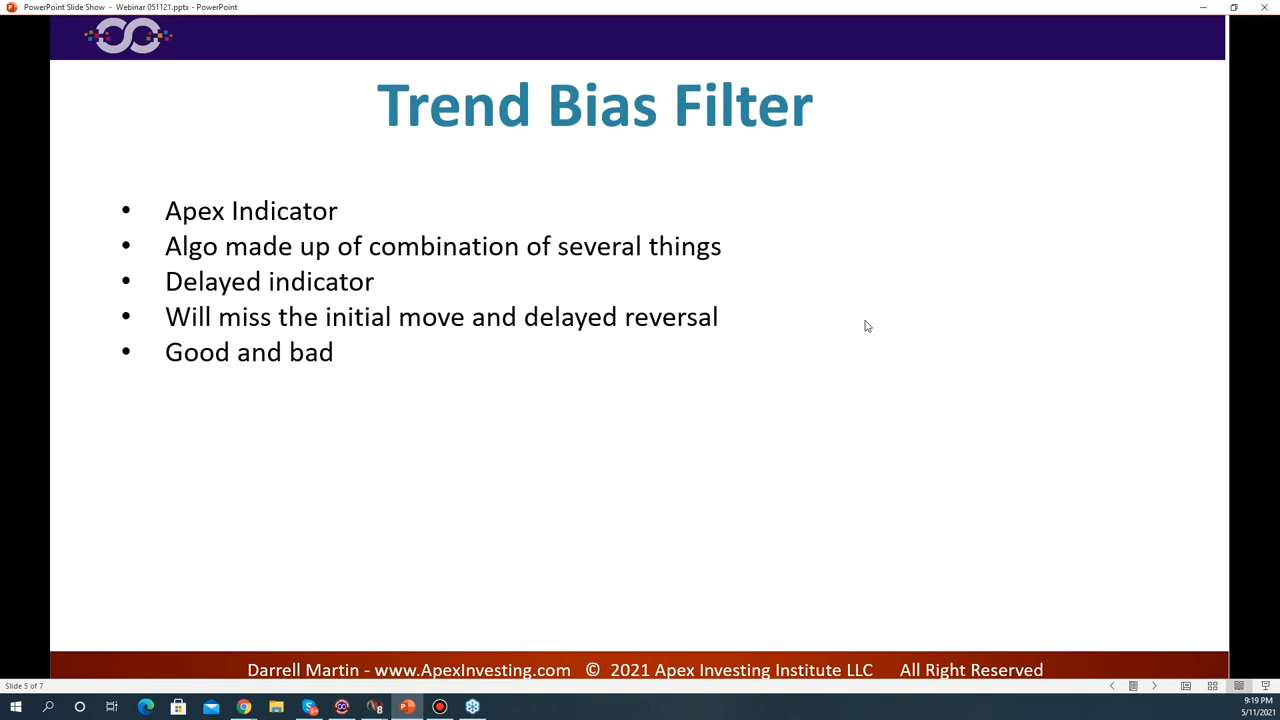 PowerPoint Slide Show - Webinar 051121.pptx - PowerPoint
Trend Bias Filter
• Apex Indicator
• Algo made up of combination of several things
• Delayed indicator
• Will miss the initial move and delayed reversal
• Good and bad
Darrell Martin - www.ApexInvesting.com © 2021 Apex Investing Institute LLC All Right Reserved
Slide 5 of 7
9:19 PM
5/11/2021